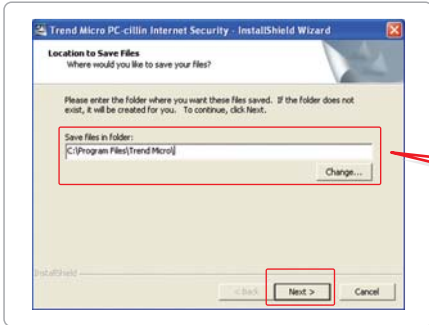 Trend Micro PC-cillin Internet Security - InstallShield Wizard
Location to Save Files
Where would you like to save your files?
Please enter the folder where you want these files saved. If the folder does not
exist, it will be created for you. To continue, click Next.
Save files in folder:
C:\Program Files\Trend Micro\
Change...
InstallShield
< Back
Next >
Cancel